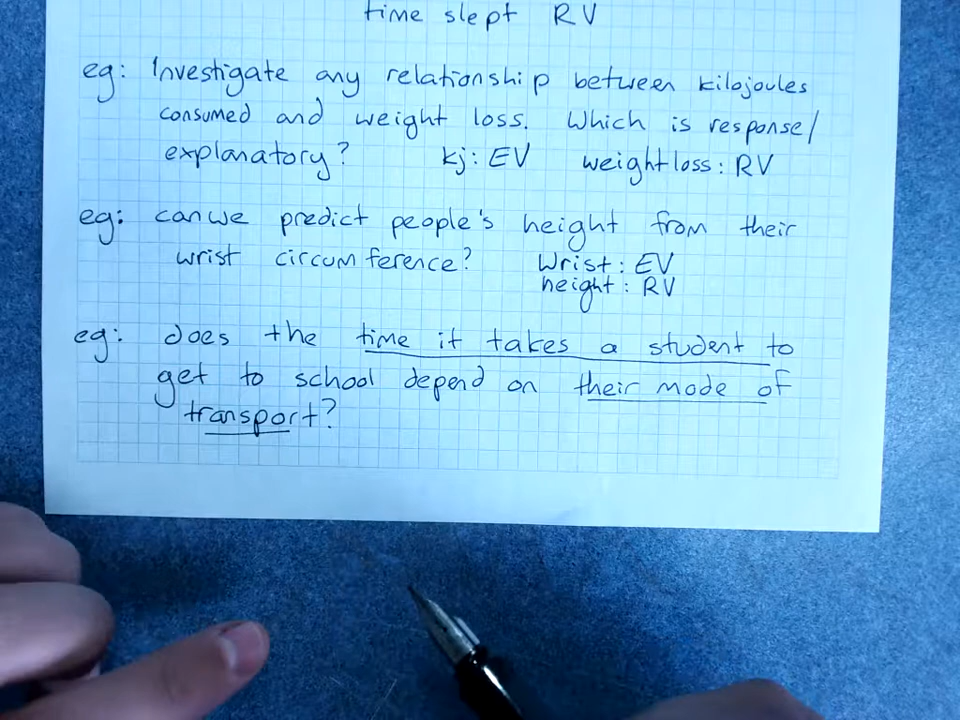 time slept RV
eg: Investigate any relationship between kilojoules
consumed and weight loss. Which is response/
explanatory? kj: EV weightloss: RV
eg: can we predict people's height from their
wrist circumference? Wrist: EV
height: RV
eg: does the time it takes a student to
get to school depend on their mode of
transport?